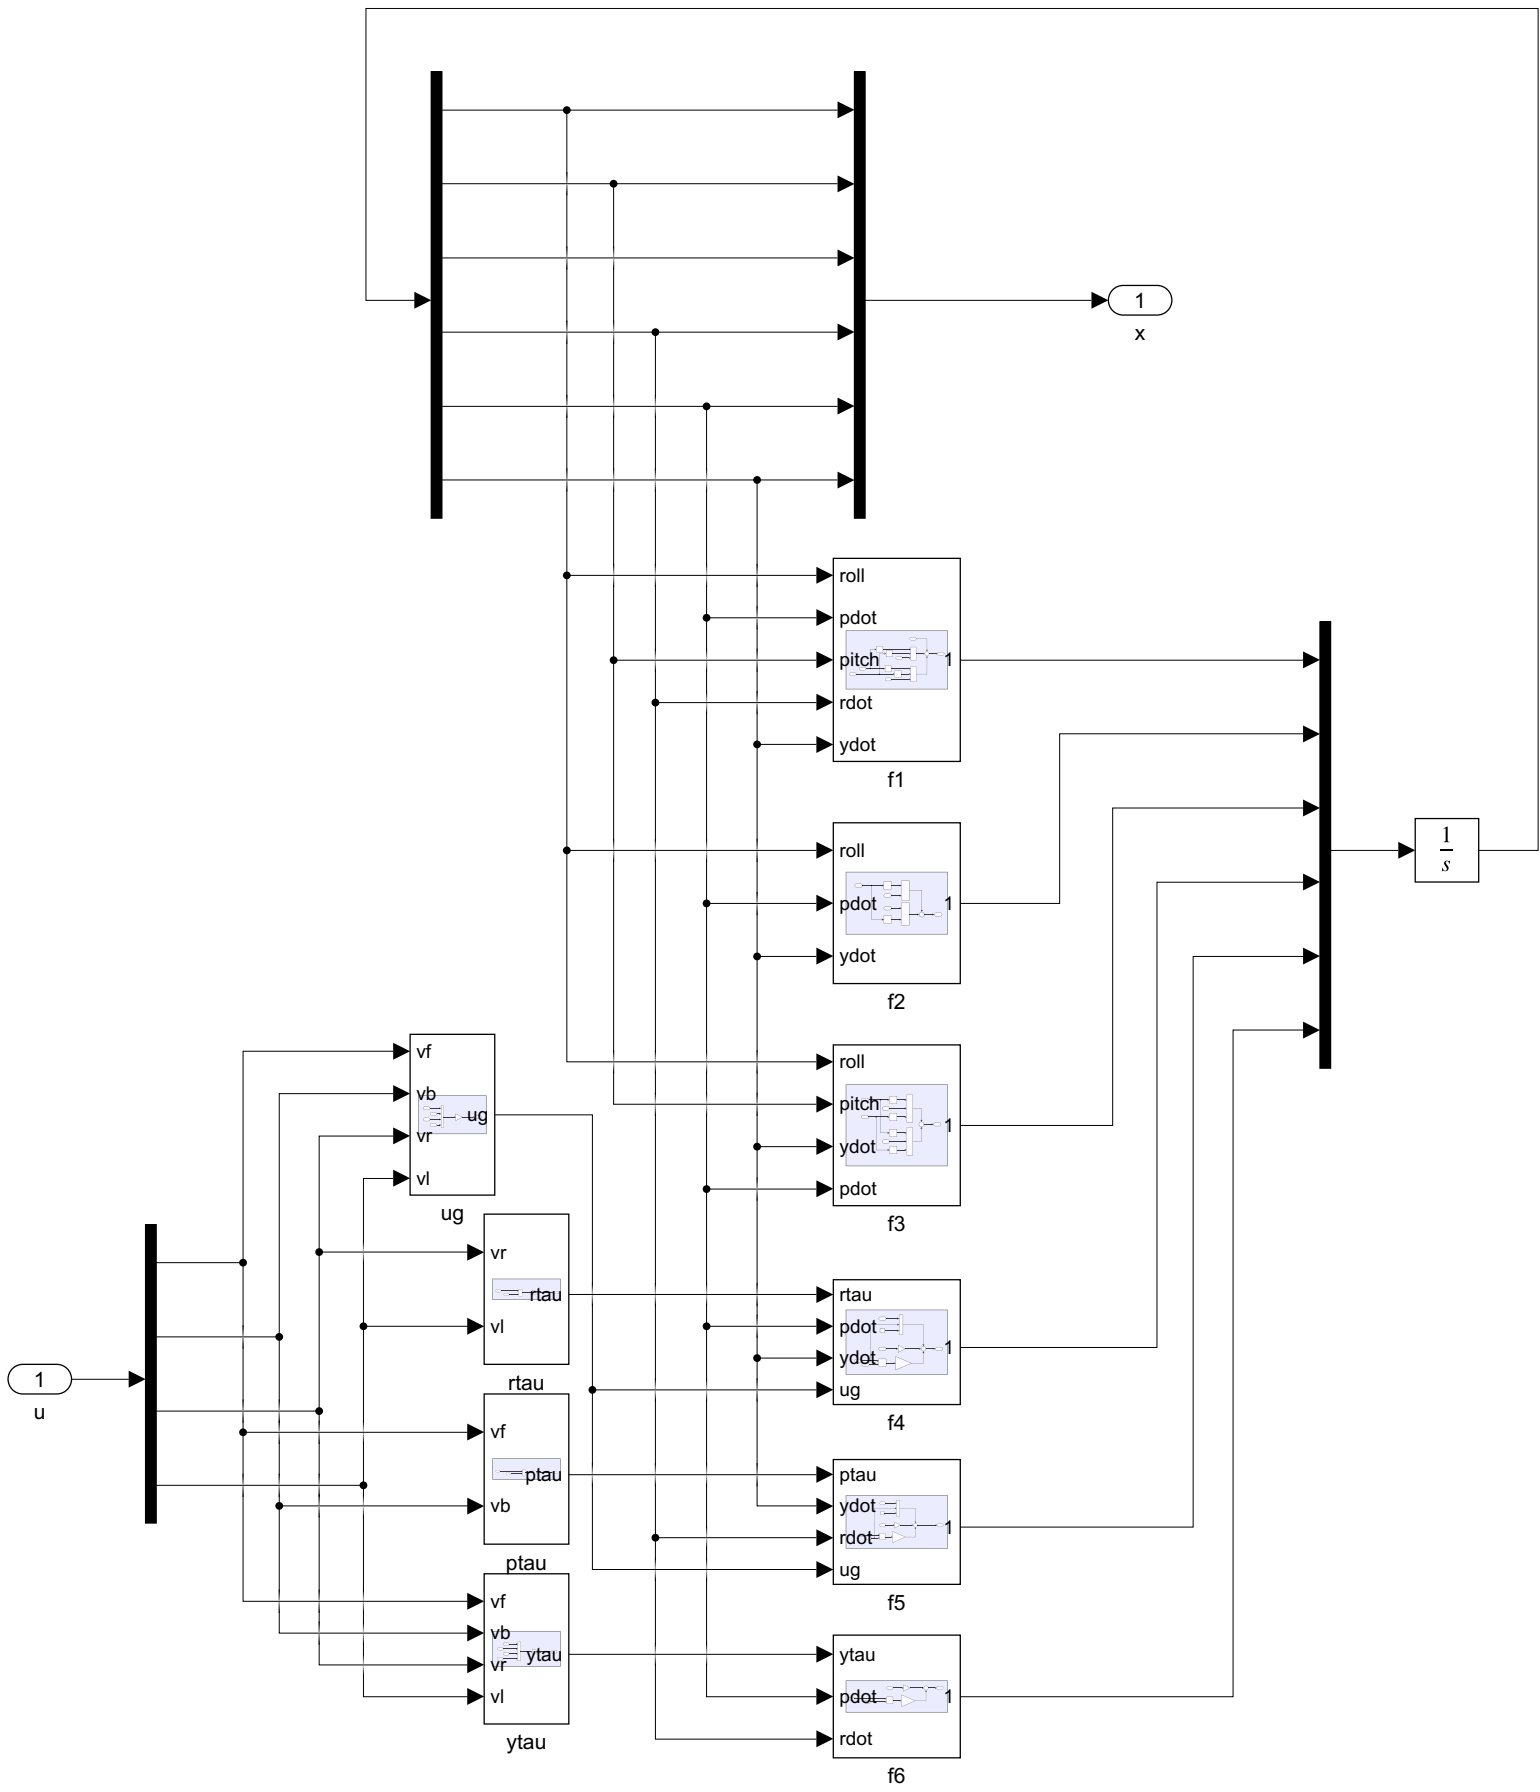 1
x
roll
pdot
pitch
1
rdot
ydot
f1
roll
pdot
1
ydot
f2
1
s
vf
vb
ug
vr
vl
ug
roll
pitch
1
ydot
pdot
f3
vr
rtau
vl
rtau
rtau
pdot
1
ydot
ug
f4
1
u
vf
ptau
vb
ptau
ptau
ydot
1
rdot
ug
f5
vf
vb
ytau
vr
vl
ytau
ytau
pdot
1
rdot
f6